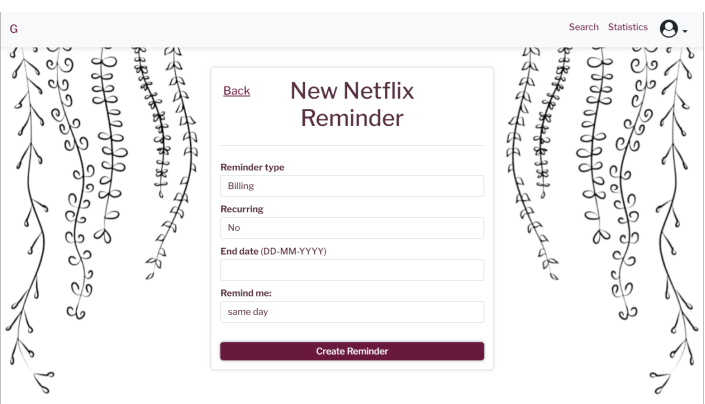 G
Search Statistics
Back
New Netflix
Reminder
Reminder type
Billing
Recurring
No
End date (DD-MM-YYYY)
Remind me:
same day
Create Reminder